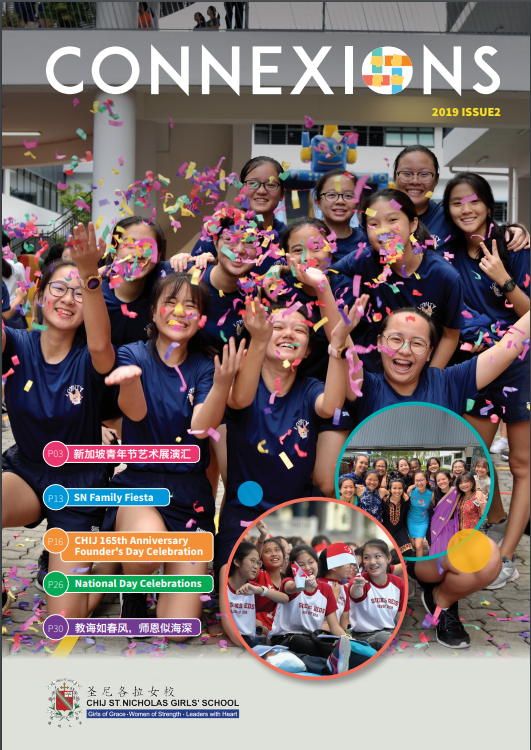 CONNEXIONS
2019 ISSUE2
P03 新加坡青年节艺术展演汇
P13 SN Family Fiesta
P16 CHIJ 165th Anniversary
Founder's Day Celebration
P26 National Day Celebrations
P30 教诲如春风，师恩似海深
圣尼各拉女校
CHIJ ST. NICHOLAS GIRLS' SCHOOL
Girls of Grace • Women of Strength • Leaders with Heart